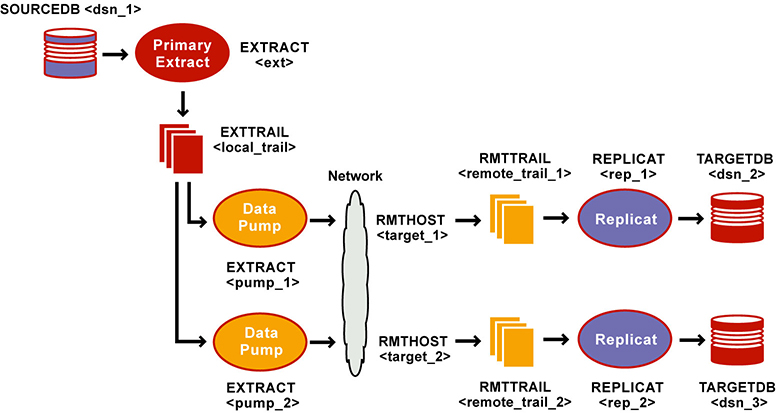 SOURCEDB <dsn_1>
Primary
Extract
EXTRACT
<ext>
EXTTRAIL
<local_trail>
Network
RMTTRAIL
<remote_trail_1>
REPLICAT
<rep_1>
TARGETDB
<dsn_2>
Data
Pump
RMTHOST
<target_1>
Replicat
EXTRACT
<pump_1>
Data
Pump
RMTHOST
<target_2>
Replicat
EXTRACT
<pump_2>
RMTTRAIL
<remote_trail_2>
REPLICAT
<rep_2>
TARGETDB
<dsn_3>